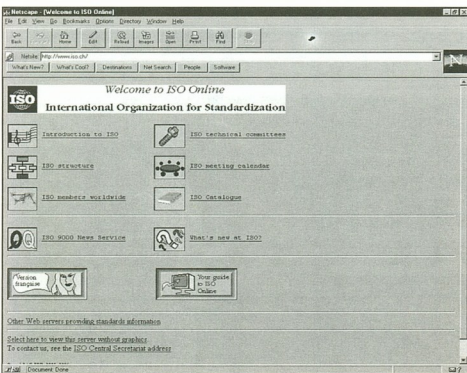 Netscape - [Welcome to ISO Online]
File Edit View Go Bookmarks Options Directory Window Help
Back Home Edit Reload Images Open Print Find
Netsite: http://www.iso.ch/
What's New? What's Cool? Destinations Net Search People Software
ISO
Welcome to ISO Online
International Organization for Standardization
Introduction to ISO
ISO technical committees
ISO structure
ISO meeting calendar
ISO members worldwide
ISO Catalogue
ISO 9000 News Service
What's new at ISO?
Version
française
Your guide
to ISO
Online
Other Web servers providing standards information
Select here to view this server without graphics.
To contact us, see the ISO Central Secretariat address
Document: Done